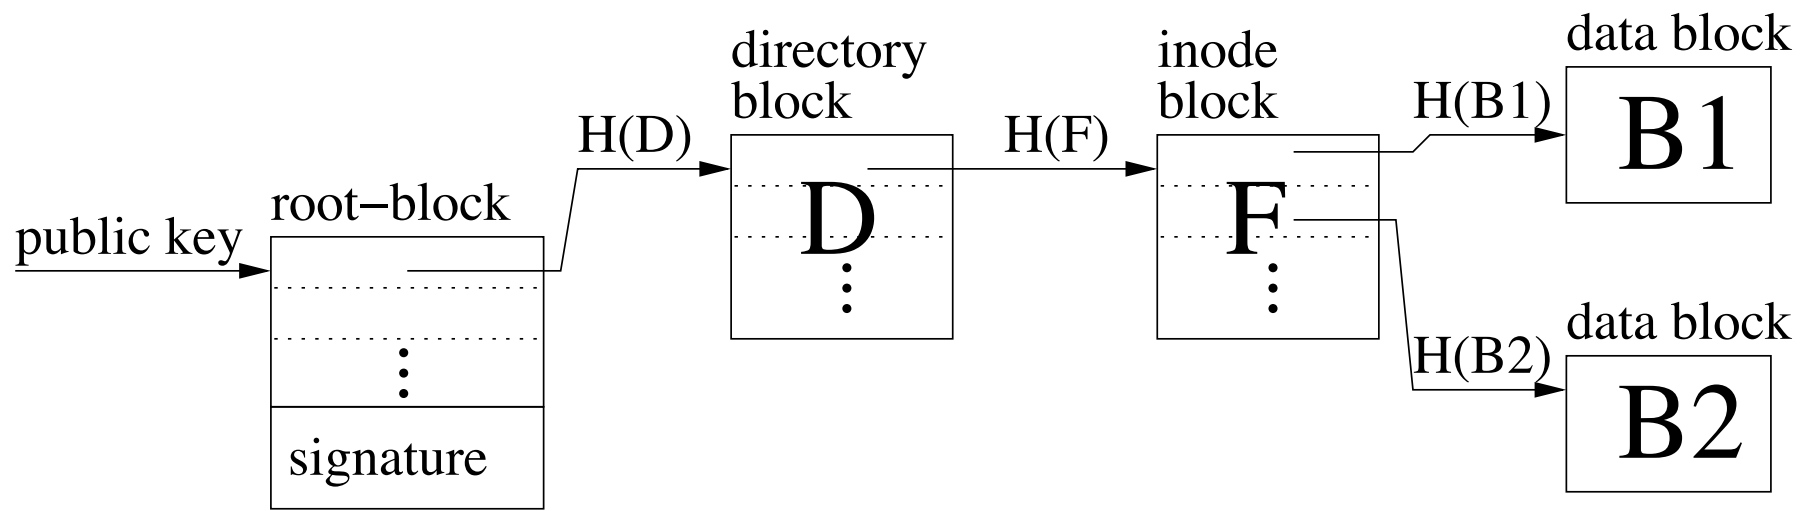 public key
root−block
signature
H(D)
directory
block
D
H(F)
inode
block
F
H(B1)
data block
B1
H(B2)
data block
B2